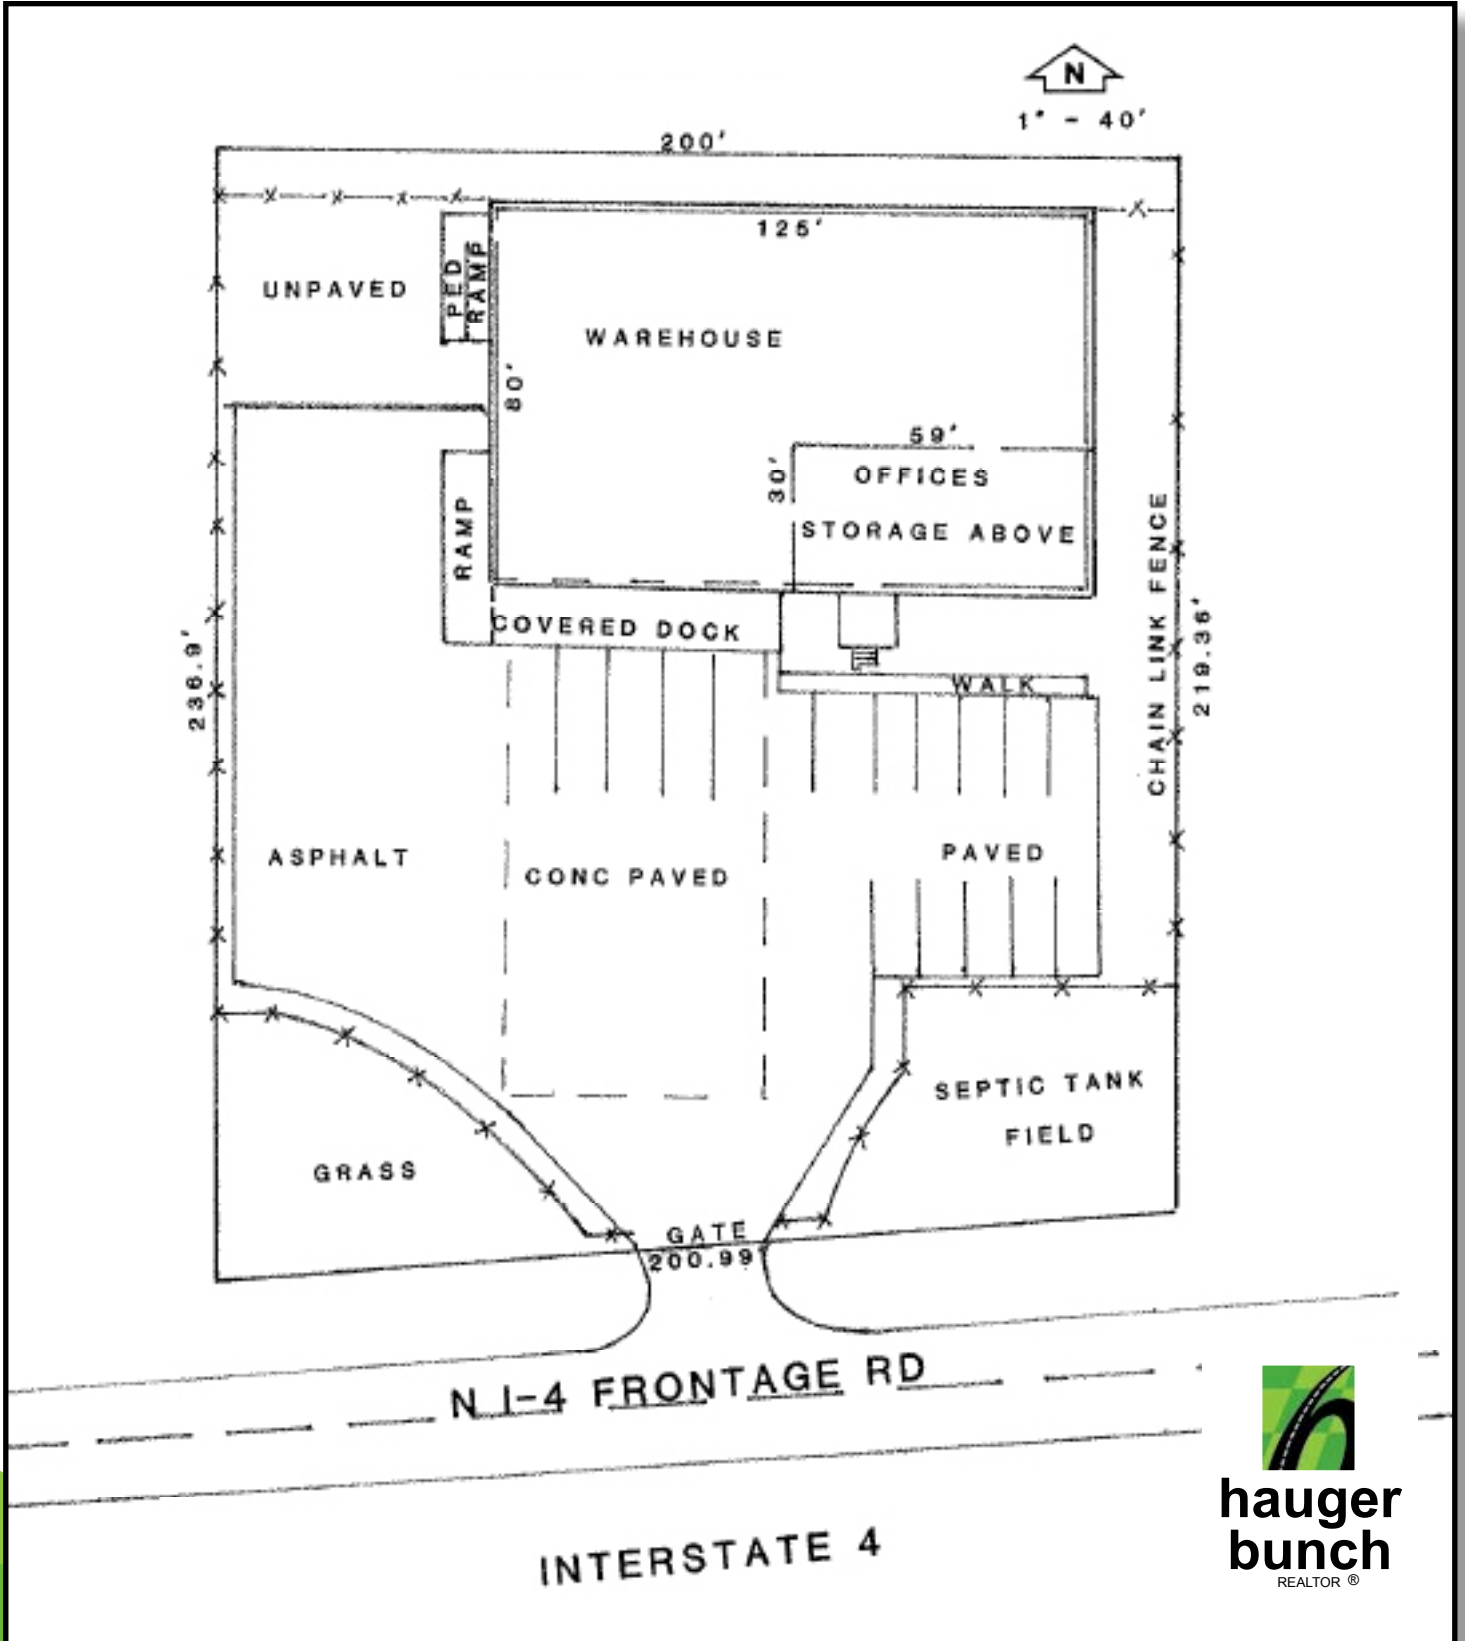 N
1" - 40'
200'
125'
UNPAVED
PED
RAMP
WAREHOUSE
80'
59'
30'
OFFICES
STORAGE ABOVE
RAMP
COVERED DOCK
WALK
CHAIN LINK FENCE
236.9'
219.36'
ASPHALT
CONC PAVED
PAVED
SEPTIC TANK
FIELD
GRASS
GATE
200.99'
N I-4 FRONTAGE RD
INTERSTATE 4
hauger
bunch
REALTOR ®